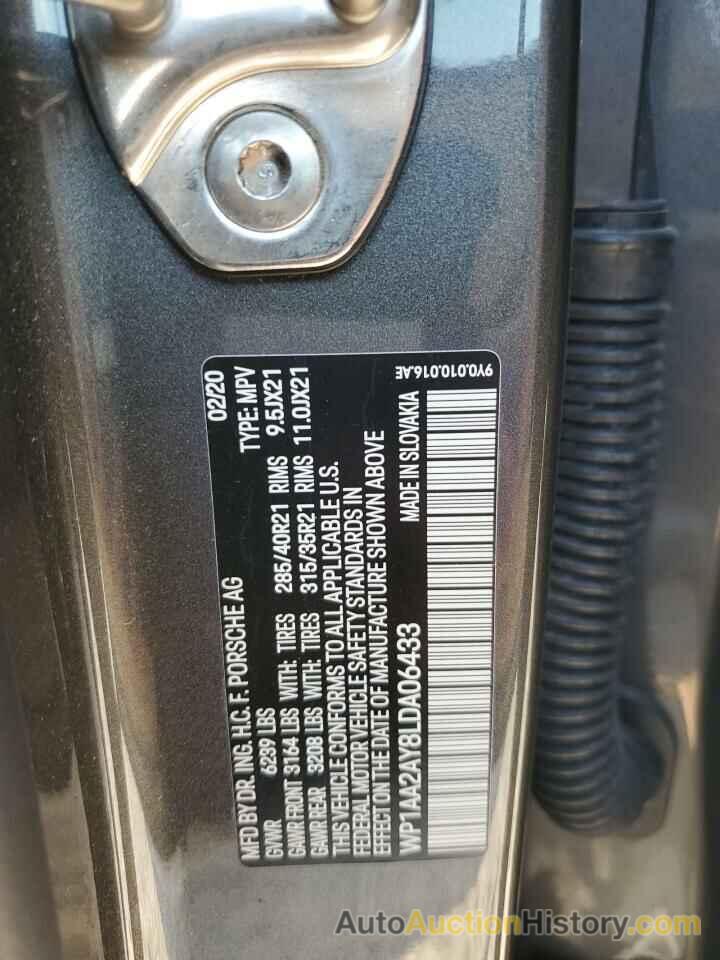 MFD BY DR. ING. H.C. F. PORSCHE AG 02/20
GVWR 6239 LBS TYPE: MPV
GAWR FRONT 3164 LBS WITH: TIRES 285/40R21 RIMS 9.5JX21
GAWR REAR 3208 LBS WITH: TIRES 315/35R21 RIMS 11.0JX21
THIS VEHICLE CONFORMS TO ALL APPLICABLE U.S.
FEDERAL MOTOR VEHICLE SAFETY STANDARDS IN
EFFECT ON THE DATE OF MANUFACTURE SHOWN ABOVE
WP1AA2AY8LDA06433 MADE IN SLOVAKIA
9Y0.010.016.AE
AutoAuctionHistory.com